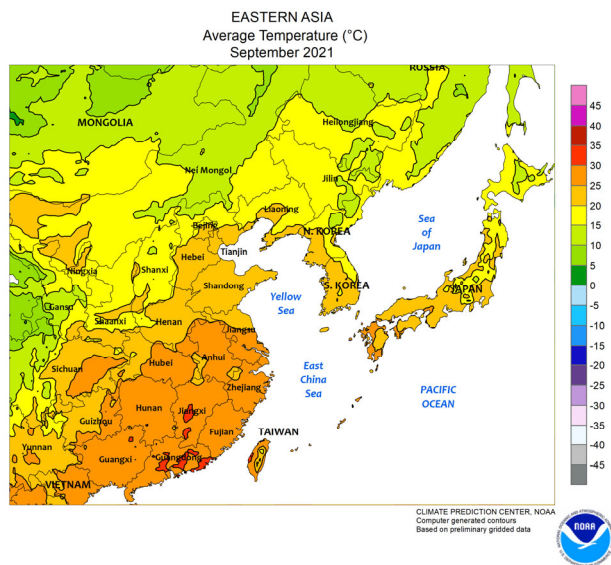 EASTERN ASIA
Average Temperature (°C)
September 2021
RUSSIA
MONGOLIA
Heilongjiang
Nei Mongol
Jilin
Liaoning
Beijing
Tianjin
Hebei
N. KOREA
Sea
of
Japan
Ningxia
Shanxi
Shandong
S. KOREA
JAPAN
Yellow
Sea
Gansu
Shaanxi
Henan
Jiangsu
Sichuan
Hubei
Anhui
East
China
Sea
Zhejiang
PACIFIC
OCEAN
Hunan
Jiangxi
Guizhou
Fujian
TAIWAN
Yunnan
Guangxi
Guangdong
VIETNAM
45
40
35
30
25
20
15
10
5
0
-5
-10
-15
-20
-25
-30
-35
-40
-45
CLIMATE PREDICTION CENTER, NOAA
Computer generated contours
Based on preliminary gridded data
NOAA